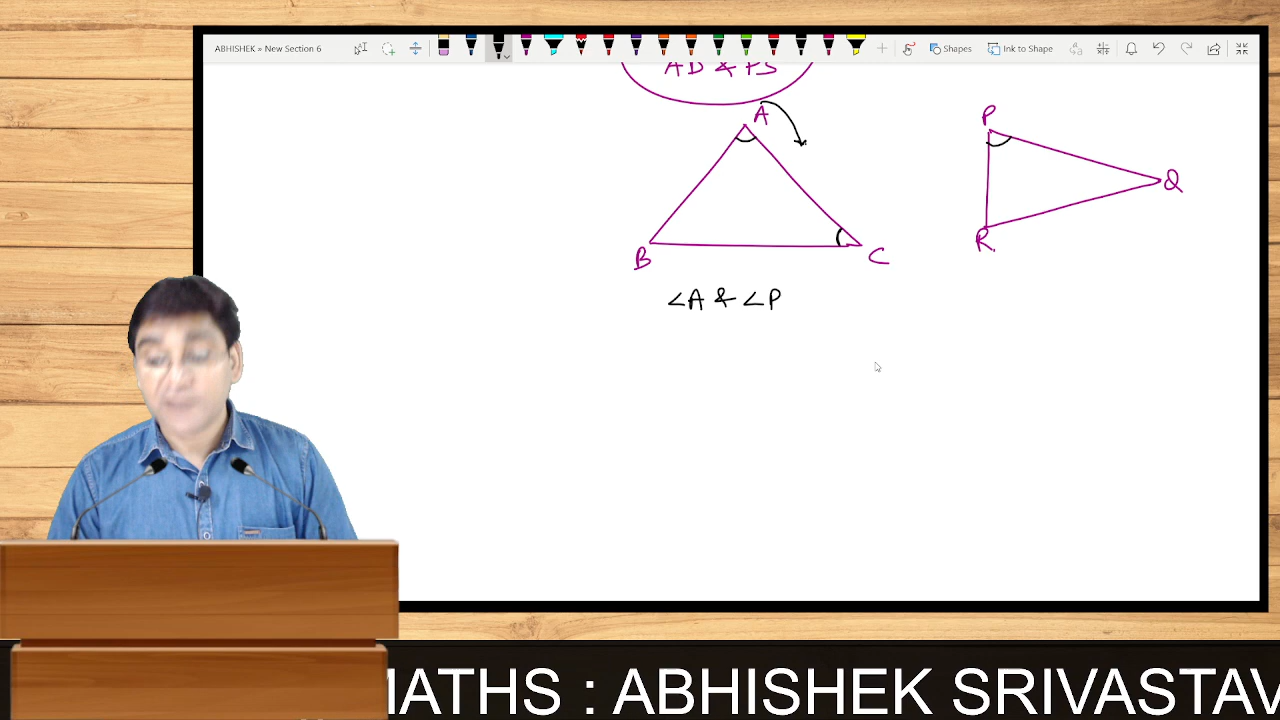 ABHISHEK » New Section 6
Shapes
Ink to Shape
AD & PS
A
P
Q
B
C
R
∠A & ∠P
MATHS : ABHISHEK SRIVASTAV